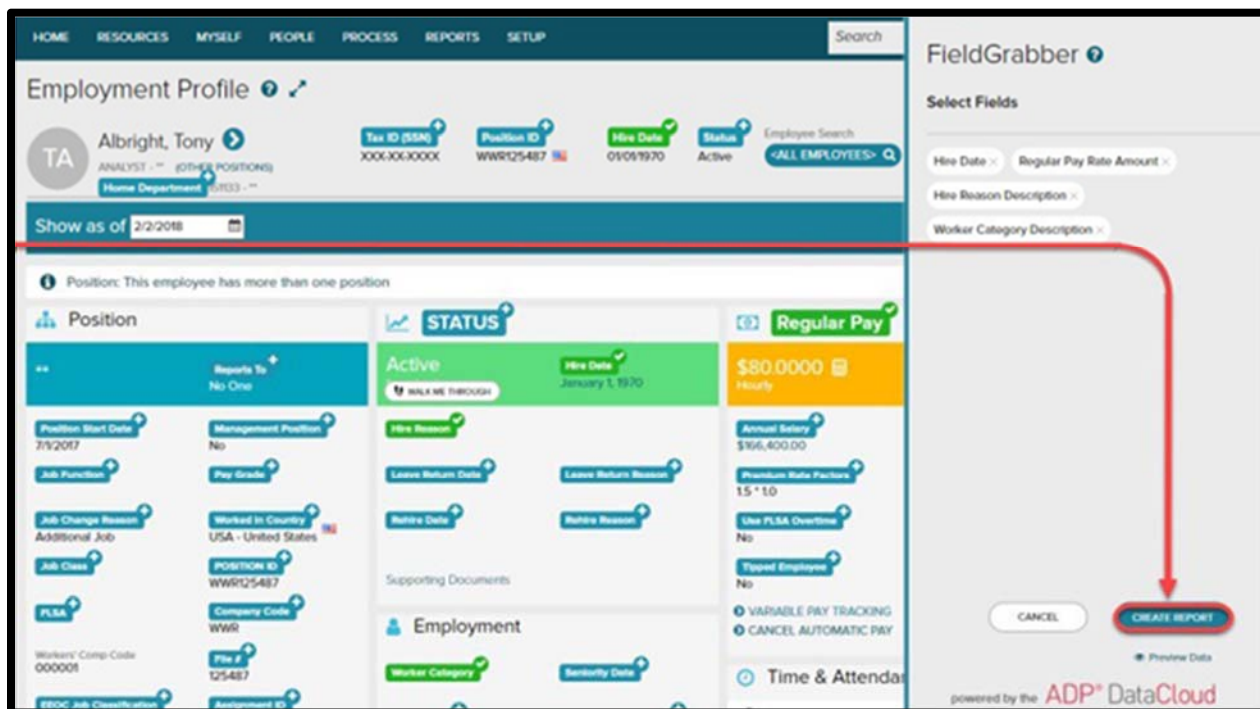 HOME RESOURCES MYSELF PEOPLE PROCESS REPORTS SETUP Search
Employment Profile
TA
Albright, Tony
ANALYST - "" (OTHER POSITIONS)
Home Department
Tax ID (SSN) Position ID Hire Date Status Employee Search
XXX-XX-XXXX WWR125487 01/01/1970 Active <ALL EMPLOYEES>
Show as of 2/2/2018
Position: This employee has more than one position
Position
Reports To
No One
Position Start Date Management Position
7/1/2017 No
Job Function Pay Grade
Job Change Reason Worked in Country
Additional Job USA - United States
Job Class POSITION ID
WWR125487
FLSA Company Code
WWR
Workers' Comp Code File #
000001 125487
EEOC Job Classification Assignment ID
STATUS
Active Hire Date
WALK ME THROUGH January 1, 1970
Hire Reason
Leave Return Date Leave Return Reason
Rehire Date Rehire Reason
Supporting Documents
Employment
Worker Category Seniority Date
Regular Pay
$80.0000
Hourly
Annual Salary
$166,400.00
Premium Rate Factors
1.5 * 1.0
Use FLSA Overtime
No
Tipped Employee
No
VARIABLE PAY TRACKING
CANCEL AUTOMATIC PAY
Time & Attendan
FieldGrabber
Select Fields
Hire Date × Regular Pay Rate Amount ×
Hire Reason Description ×
Worker Category Description ×
CANCEL CREATE REPORT
Preview Data
powered by the ADP® DataCloud